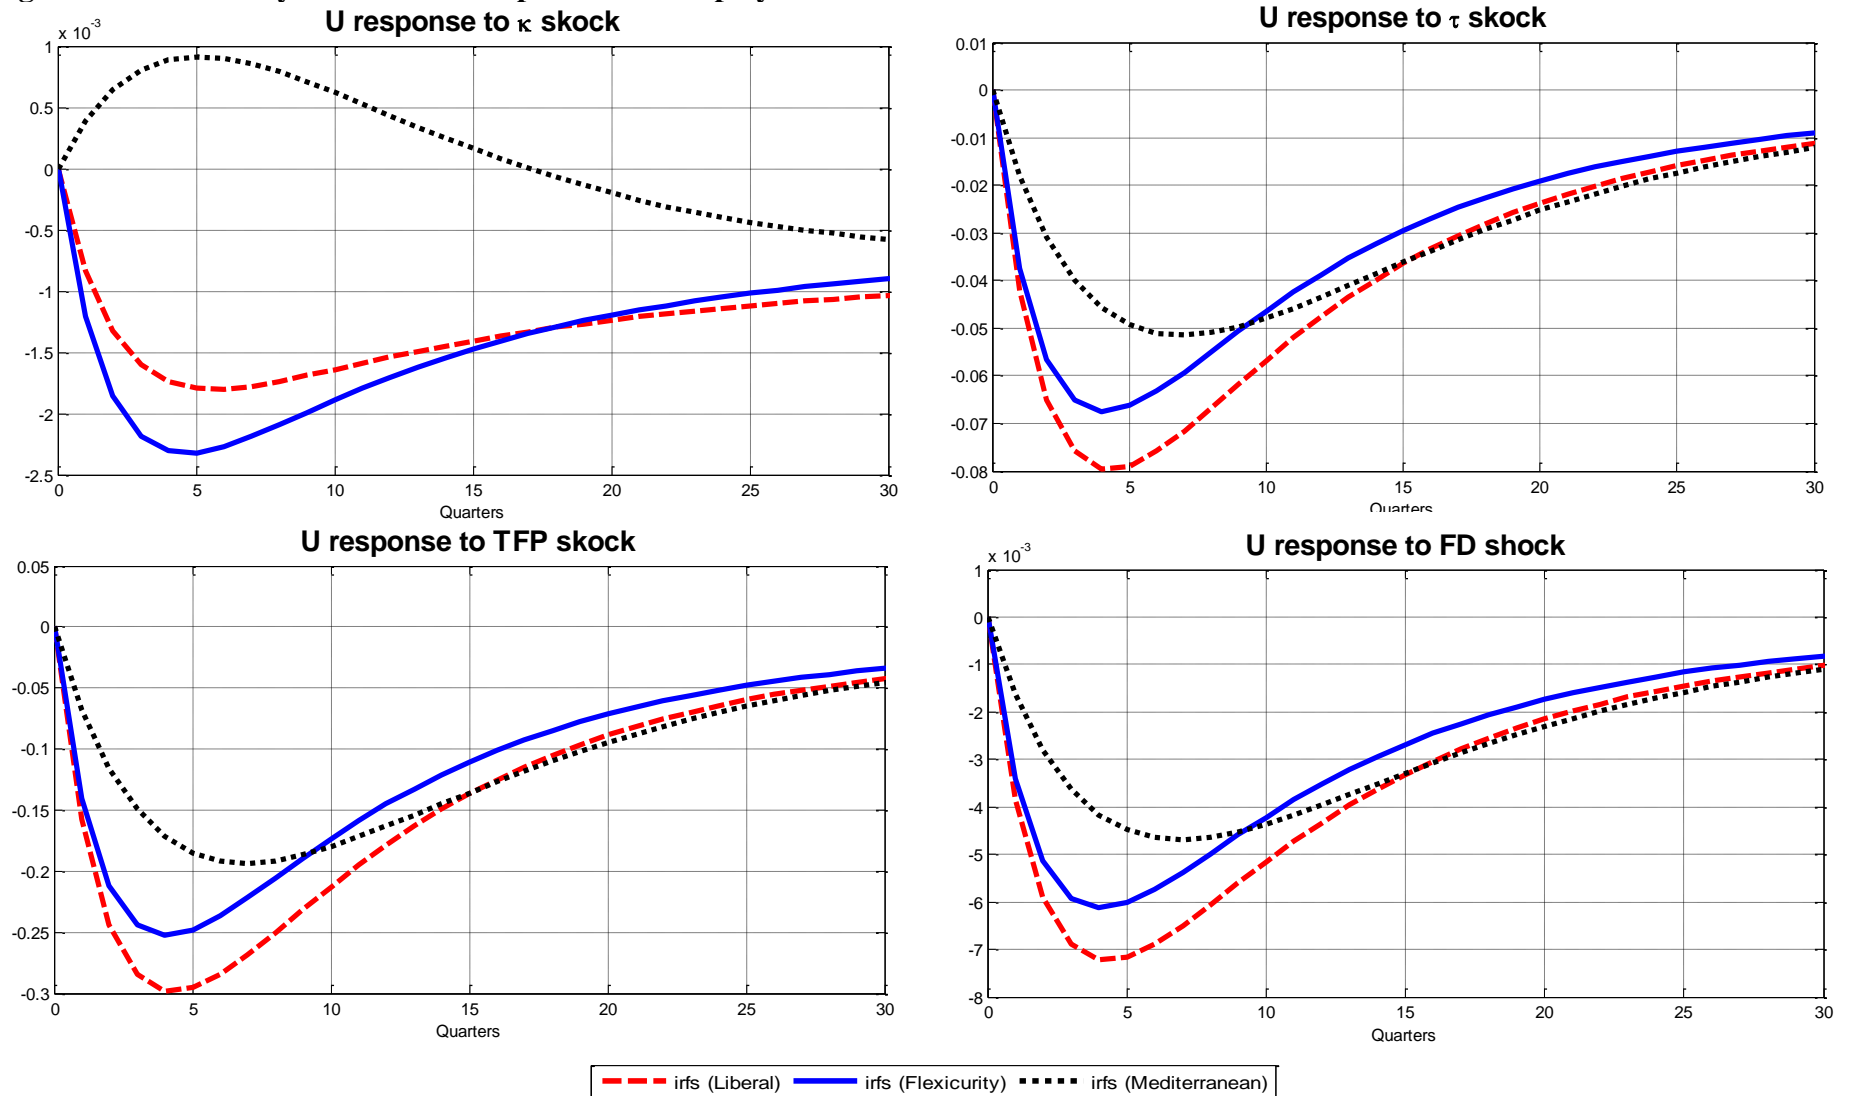 U response to κ skock
x 10-3
1
0.5
0
-0.5
-1
-1.5
-2
-2.5
0 5 10 15 20 25 30
Quarters
U response to τ skock
0.01
0
-0.01
-0.02
-0.03
-0.04
-0.05
-0.06
-0.07
-0.08
0 5 10 15 20 25 30
Quarters
U response to TFP skock
0.05
0
-0.05
-0.1
-0.15
-0.2
-0.25
-0.3
0 5 10 15 20 25 30
Quarters
U response to FD shock
x 10-3
1
0
-1
-2
-3
-4
-5
-6
-7
-8
0 5 10 15 20 25 30
Quarters
irfs (Liberal) irfs (Flexicurity) irfs (Mediterranean)